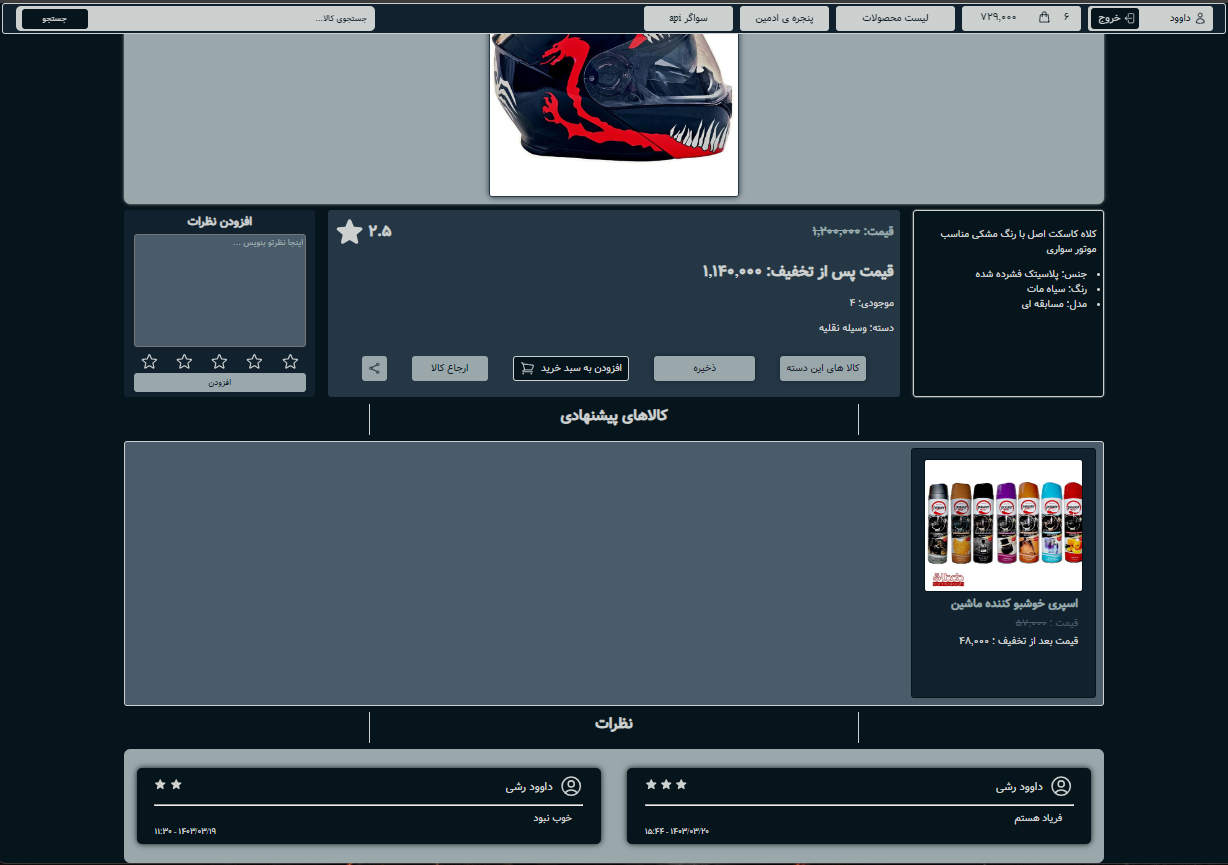 داوود
خروج
۶
۷۲۹,۰۰۰
لیست محصولات
پنجره ی ادمین
سواگر api
جستجوی کالا...
جستجو
کلاه کاسکت اصل با رنگ مشکی مناسب
موتور سواری
جنس: پلاسیتک فشرده شده
رنگ: سیاه مات
مدل: مسابقه ای
قیمت: ۱,۲۰۰,۰۰۰
۲.۵
قیمت پس از تخفیف: ۱,۱۴۰,۰۰۰
موجودی: ۴
دسته: وسیله نقلیه
کالا های این دسته
ذخیره
افزودن به سبد خرید
ارجاع کالا
افزودن نظرات
اینجا نظرتو بنویس ...
افزودن
کالاهای پیشنهادی
اسپری خوشبو کننده ماشین
قیمت : ۵۷,۰۰۰
قیمت بعد از تخفیف : ۴۸,۰۰۰
نظرات
داوود رشی
فریاد هستم
۱۴۰۳/۰۳/۲۰ - ۱۵:۴۴
داوود رشی
خوب نبود
۱۴۰۳/۰۳/۱۹ - ۱۱:۳۰